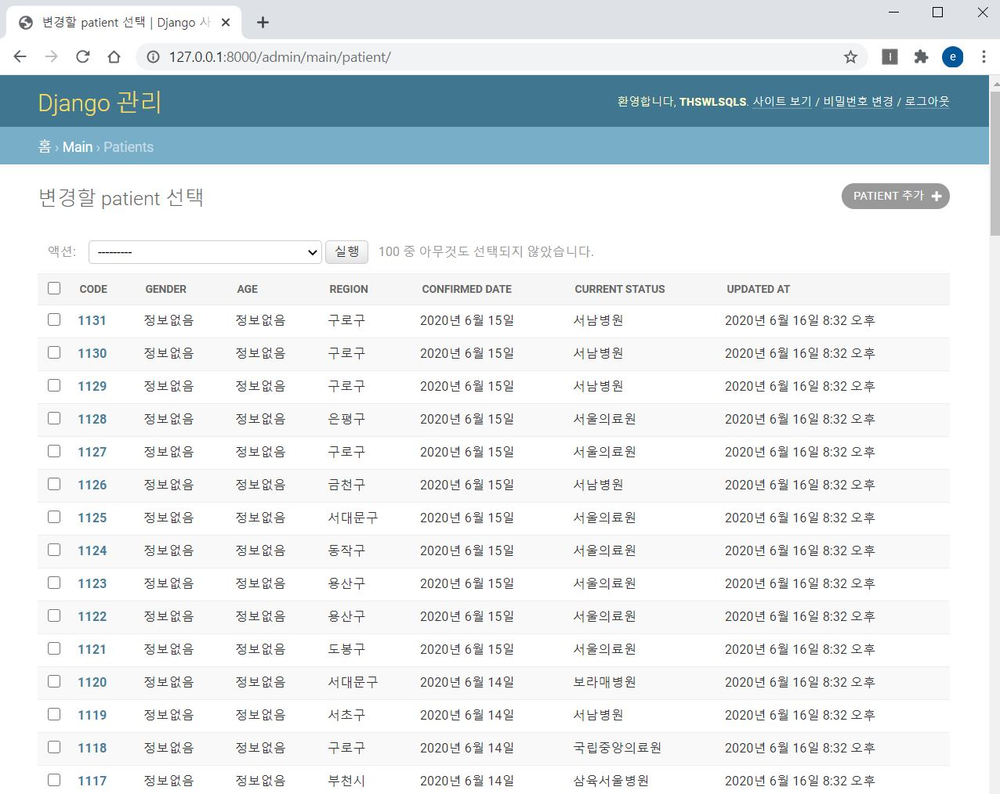 변경할 patient 선택 | Django 사
127.0.0.1:8000/admin/main/patient/
e
Django 관리
환영합니다, THSWLSQLS. 사이트 보기 / 비밀번호 변경 / 로그아웃
홈 › Main › Patients
변경할 patient 선택
PATIENT 추가
액션: --------- 실행 100 중 아무것도 선택되지 않았습니다.
CODE GENDER AGE REGION CONFIRMED DATE CURRENT STATUS UPDATED AT
1131 정보없음 정보없음 구로구 2020년 6월 15일 서남병원 2020년 6월 16일 8:32 오후
1130 정보없음 정보없음 구로구 2020년 6월 15일 서남병원 2020년 6월 16일 8:32 오후
1129 정보없음 정보없음 구로구 2020년 6월 15일 서남병원 2020년 6월 16일 8:32 오후
1128 정보없음 정보없음 은평구 2020년 6월 15일 서울의료원 2020년 6월 16일 8:32 오후
1127 정보없음 정보없음 구로구 2020년 6월 15일 서울의료원 2020년 6월 16일 8:32 오후
1126 정보없음 정보없음 금천구 2020년 6월 15일 서남병원 2020년 6월 16일 8:32 오후
1125 정보없음 정보없음 서대문구 2020년 6월 15일 서울의료원 2020년 6월 16일 8:32 오후
1124 정보없음 정보없음 동작구 2020년 6월 15일 서울의료원 2020년 6월 16일 8:32 오후
1123 정보없음 정보없음 용산구 2020년 6월 15일 서울의료원 2020년 6월 16일 8:32 오후
1122 정보없음 정보없음 용산구 2020년 6월 15일 서울의료원 2020년 6월 16일 8:32 오후
1121 정보없음 정보없음 도봉구 2020년 6월 15일 서울의료원 2020년 6월 16일 8:32 오후
1120 정보없음 정보없음 서대문구 2020년 6월 14일 보라매병원 2020년 6월 16일 8:32 오후
1119 정보없음 정보없음 서초구 2020년 6월 14일 서남병원 2020년 6월 16일 8:32 오후
1118 정보없음 정보없음 구로구 2020년 6월 14일 국립중앙의료원 2020년 6월 16일 8:32 오후
1117 정보없음 정보없음 부천시 2020년 6월 14일 삼육서울병원 2020년 6월 16일 8:32 오후